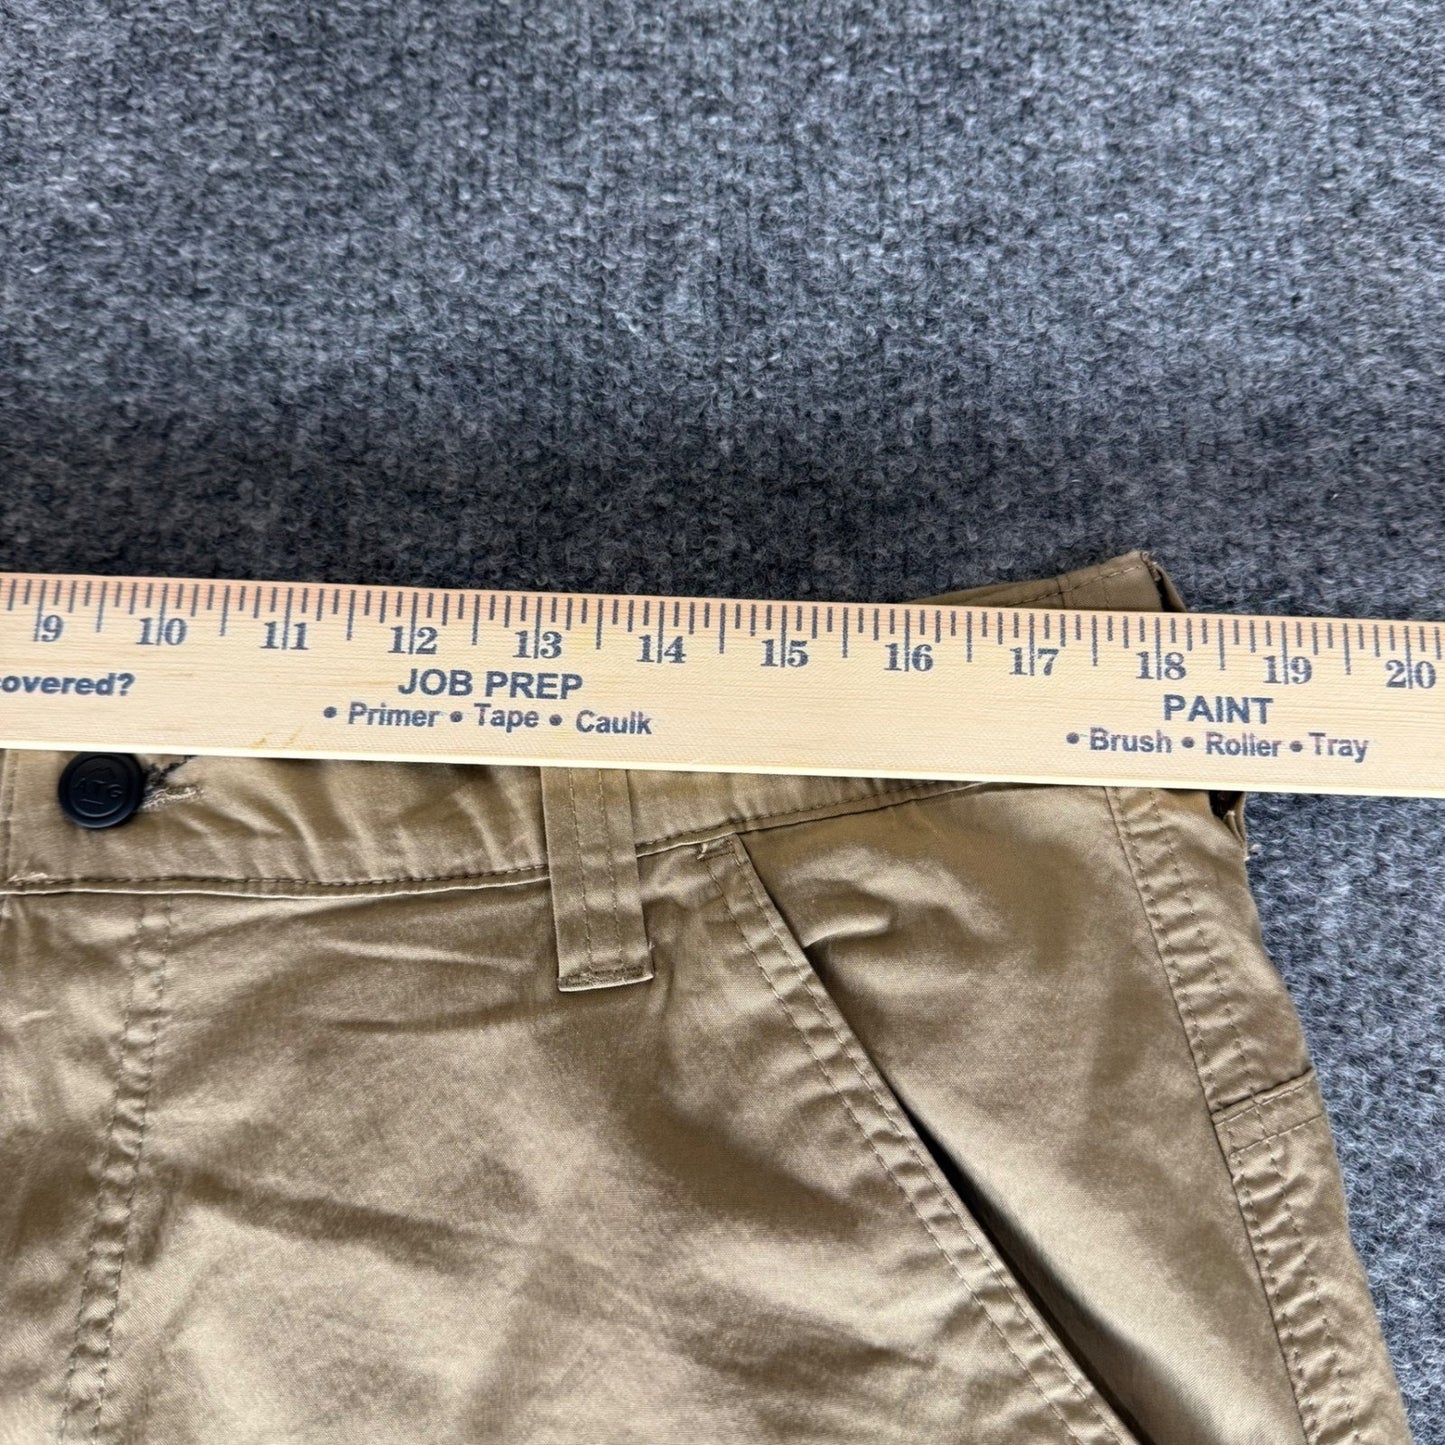 9 10 11 12 13 14 15 16 17 18 19 20
overed?
JOB PREP
• Primer • Tape • Caulk
PAINT
• Brush • Roller • Tray
ATG